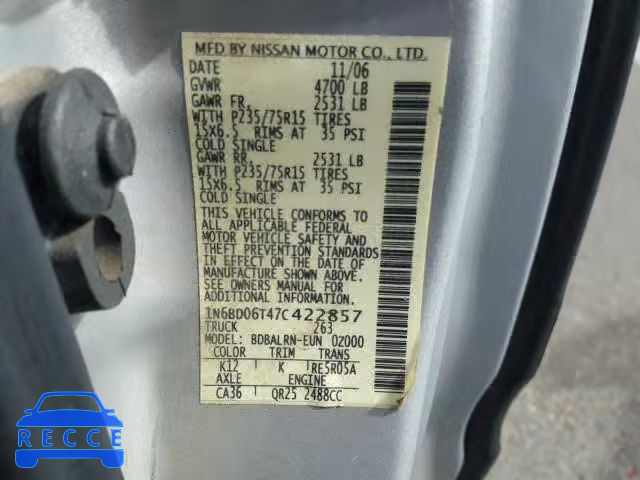 MFD BY NISSAN MOTOR CO., LTD.
DATE 11/06
GVWR 4700 LB
GAWR FR. 2531 LB
WITH P235/75R15 TIRES
15X6.5 RIMS AT 35 PSI
COLD SINGLE
GAWR RR. 2531 LB
WITH P235/75R15 TIRES
15X6.5 RIMS AT 35 PSI
COLD SINGLE
THIS VEHICLE CONFORMS TO
ALL APPLICABLE FEDERAL
MOTOR VEHICLE SAFETY AND
THEFT PREVENTION STANDARDS
IN EFFECT ON THE DATE OF
MANUFACTURE SHOWN ABOVE.
SEE OWNERS MANUAL FOR
ADDITIONAL INFORMATION.
1N6BD06T47C422857
TRUCK 263
MODEL: BDBALRN-EUN 0Z000
COLOR TRIM TRANS
K12 K RE5R05A
AXLE ENGINE
CA36 QR25 2488CC
RECCE